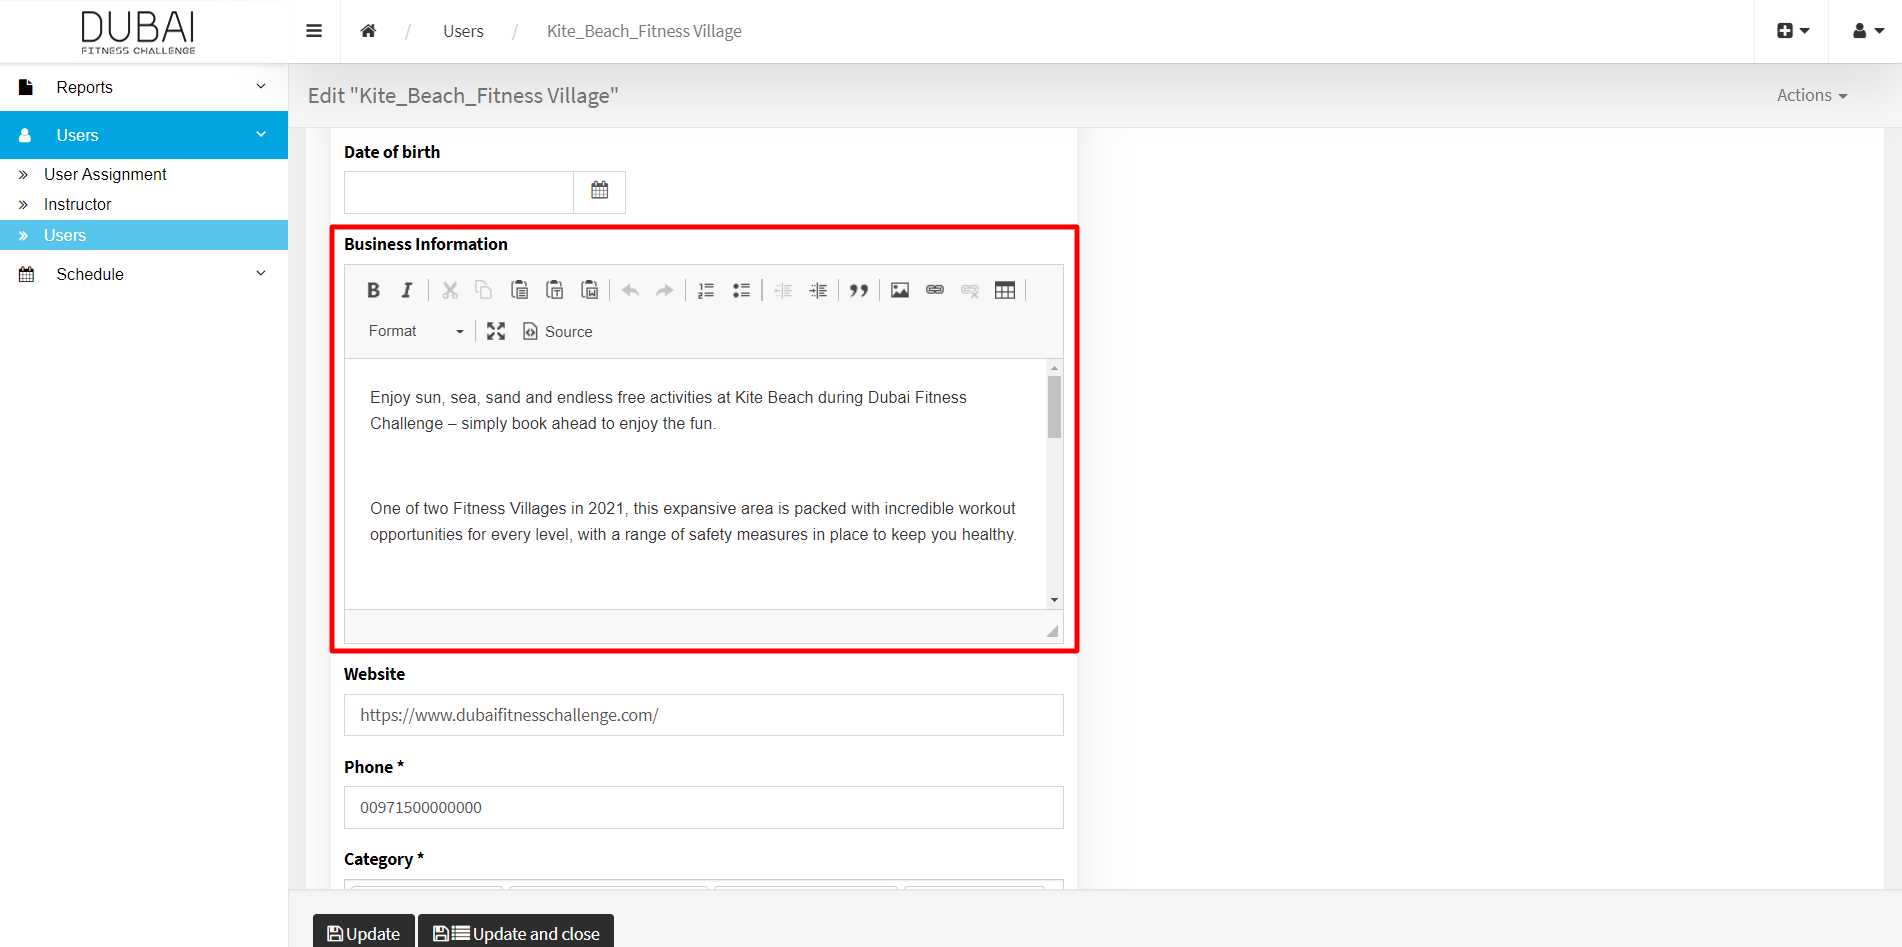 DUBAI
FITNESS CHALLENGE
/ Users / Kite_Beach_Fitness Village
Reports
Users
User Assignment
Instructor
Users
Schedule
Edit "Kite_Beach_Fitness Village"
Actions
Date of birth
Business Information
Format
Source
Enjoy sun, sea, sand and endless free activities at Kite Beach during Dubai Fitness
Challenge – simply book ahead to enjoy the fun.
One of two Fitness Villages in 2021, this expansive area is packed with incredible workout
opportunities for every level, with a range of safety measures in place to keep you healthy.
Website
https://www.dubaifitnesschallenge.com/
Phone *
00971500000000
Category *
Update
Update and close